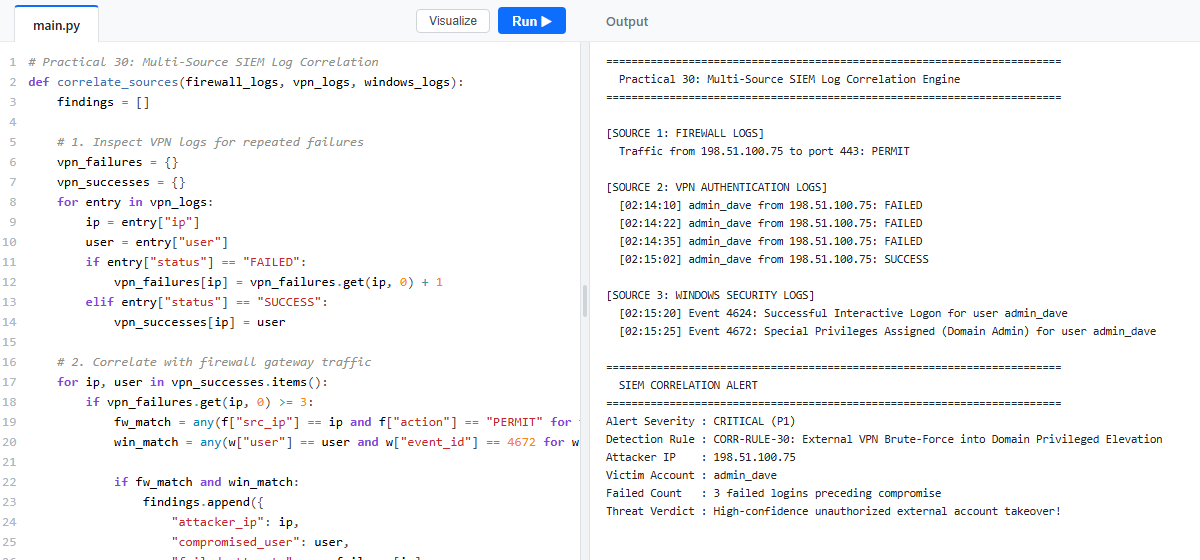 main.py
Visualize
Run ▶
1 # Practical 30: Multi-Source SIEM Log Correlation
2 def correlate_sources(firewall_logs, vpn_logs, windows_logs):
3     findings = []
4
5     # 1. Inspect VPN logs for repeated failures
6     vpn_failures = {}
7     vpn_successes = {}
8     for entry in vpn_logs:
9         ip = entry["ip"]
10         user = entry["user"]
11         if entry["status"] == "FAILED":
12             vpn_failures[ip] = vpn_failures.get(ip, 0) + 1
13         elif entry["status"] == "SUCCESS":
14             vpn_successes[ip] = user
15
16     # 2. Correlate with firewall gateway traffic
17     for ip, user in vpn_successes.items():
18         if vpn_failures.get(ip, 0) >= 3:
19             fw_match = any(f["src_ip"] == ip and f["action"] == "PERMIT" for
20             win_match = any(w["user"] == user and w["event_id"] == 4672 for w
21
22             if fw_match and win_match:
23                 findings.append({
24                     "attacker_ip": ip,
25                     "compromised_user": user,
Output
========================================================================
  Practical 30: Multi-Source SIEM Log Correlation Engine
========================================================================
[SOURCE 1: FIREWALL LOGS]
  Traffic from 198.51.100.75 to port 443: PERMIT
[SOURCE 2: VPN AUTHENTICATION LOGS]
  [02:14:10] admin_dave from 198.51.100.75: FAILED
  [02:14:22] admin_dave from 198.51.100.75: FAILED
  [02:14:35] admin_dave from 198.51.100.75: FAILED
  [02:15:02] admin_dave from 198.51.100.75: SUCCESS
[SOURCE 3: WINDOWS SECURITY LOGS]
  [02:15:20] Event 4624: Successful Interactive Logon for user admin_dave
  [02:15:25] Event 4672: Special Privileges Assigned (Domain Admin) for user admin_dave
========================================================================
  SIEM CORRELATION ALERT
========================================================================
Alert Severity : CRITICAL (P1)
Detection Rule : CORR-RULE-30: External VPN Brute-Force into Domain Privileged Elevation
Attacker IP    : 198.51.100.75
Victim Account : admin_dave
Failed Count   : 3 failed logins preceding compromise
Threat Verdict : High-confidence unauthorized external account takeover!